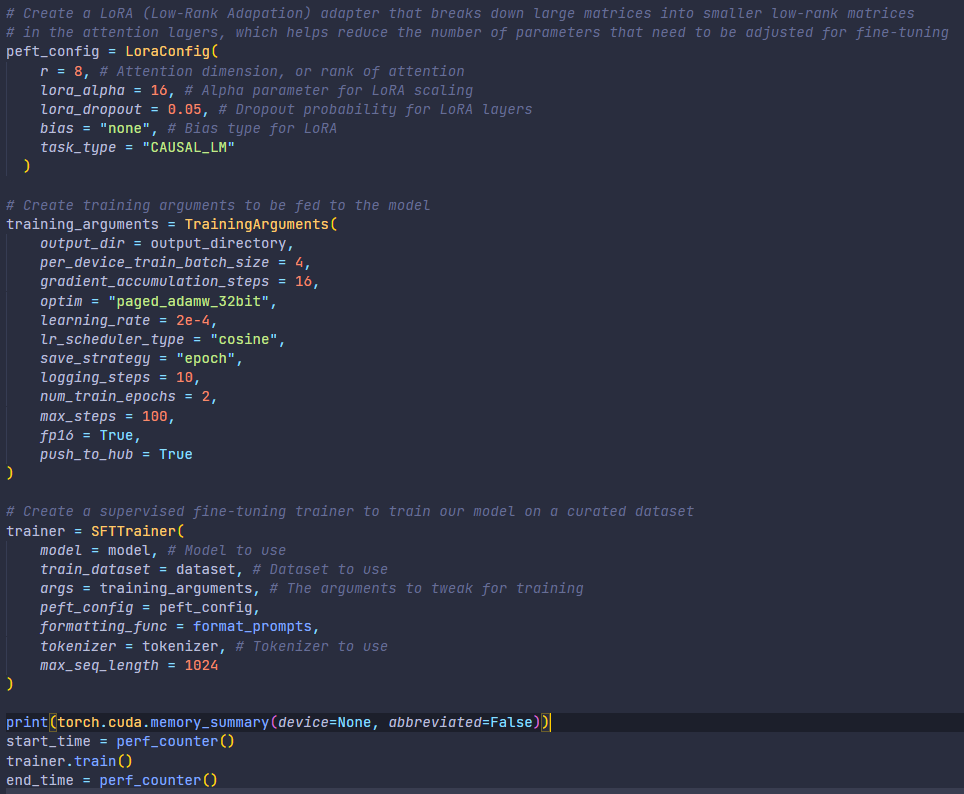 # Create a LoRA (Low-Rank Adapation) adapter that breaks down large matrices into smaller low-rank matrices
# in the attention layers, which helps reduce the number of parameters that need to be adjusted for fine-tuning
peft_config = LoraConfig(
    r = 8, # Attention dimension, or rank of attention
    lora_alpha = 16, # Alpha parameter for LoRA scaling
    lora_dropout = 0.05, # Dropout probability for LoRA layers
    bias = "none", # Bias type for LoRA
    task_type = "CAUSAL_LM"
  )

# Create training arguments to be fed to the model
training_arguments = TrainingArguments(
    output_dir = output_directory,
    per_device_train_batch_size = 4,
    gradient_accumulation_steps = 16,
    optim = "paged_adamw_32bit",
    learning_rate = 2e-4,
    lr_scheduler_type = "cosine",
    save_strategy = "epoch",
    logging_steps = 10,
    num_train_epochs = 2,
    max_steps = 100,
    fp16 = True,
    push_to_hub = True
)

# Create a supervised fine-tuning trainer to train our model on a curated dataset
trainer = SFTTrainer(
    model = model, # Model to use
    train_dataset = dataset, # Dataset to use
    args = training_arguments, # The arguments to tweak for training
    peft_config = peft_config,
    formatting_func = format_prompts,
    tokenizer = tokenizer, # Tokenizer to use
    max_seq_length = 1024
)

print(torch.cuda.memory_summary(device=None, abbreviated=False))
start_time = perf_counter()
trainer.train()
end_time = perf_counter()